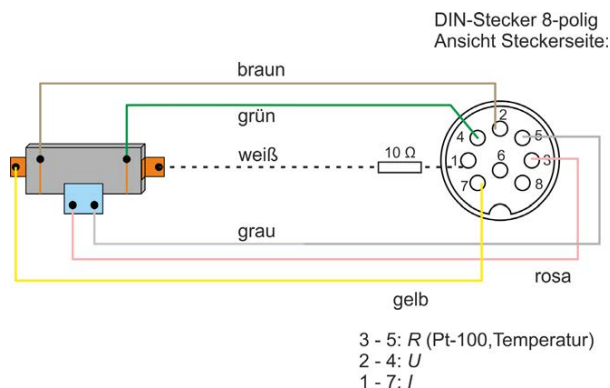 DIN-Stecker 8-polig
Ansicht Steckerseite:
braun
grün
weiß
10 Ω
2
4
5
1
6
3
7
8
grau
rosa
gelb
3 - 5: R (Pt-100,Temperatur)
2 - 4: U
1 - 7: I